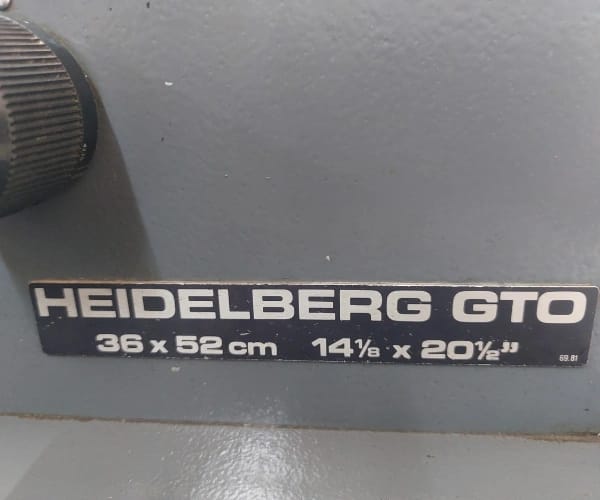 HEIDELBERG GTO
36 x 52 cm 14⅛ x 20½” 69.81